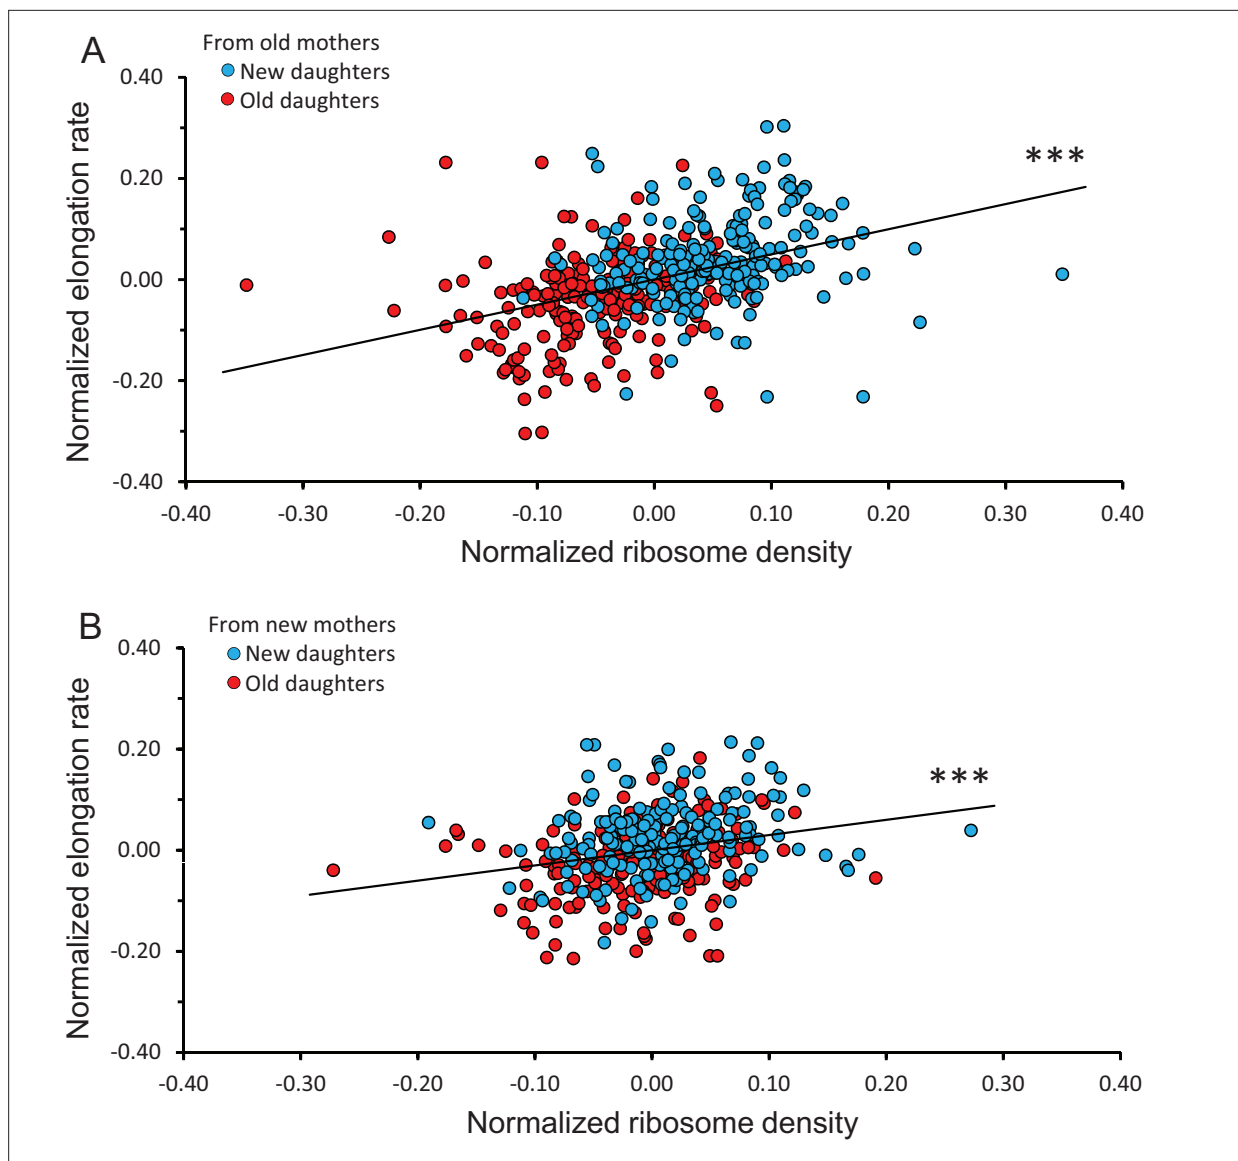 A
From old mothers
New daughters
Old daughters
0.40
0.20
0.00
-0.20
-0.40
Normalized elongation rate
***
-0.40 -0.30 -0.20 -0.10 0.00 0.10 0.20 0.30 0.40
Normalized ribosome density
B
From new mothers
New daughters
Old daughters
0.40
0.20
0.00
-0.20
-0.40
Normalized elongation rate
***
-0.40 -0.30 -0.20 -0.10 0.00 0.10 0.20 0.30 0.40
Normalized ribosome density